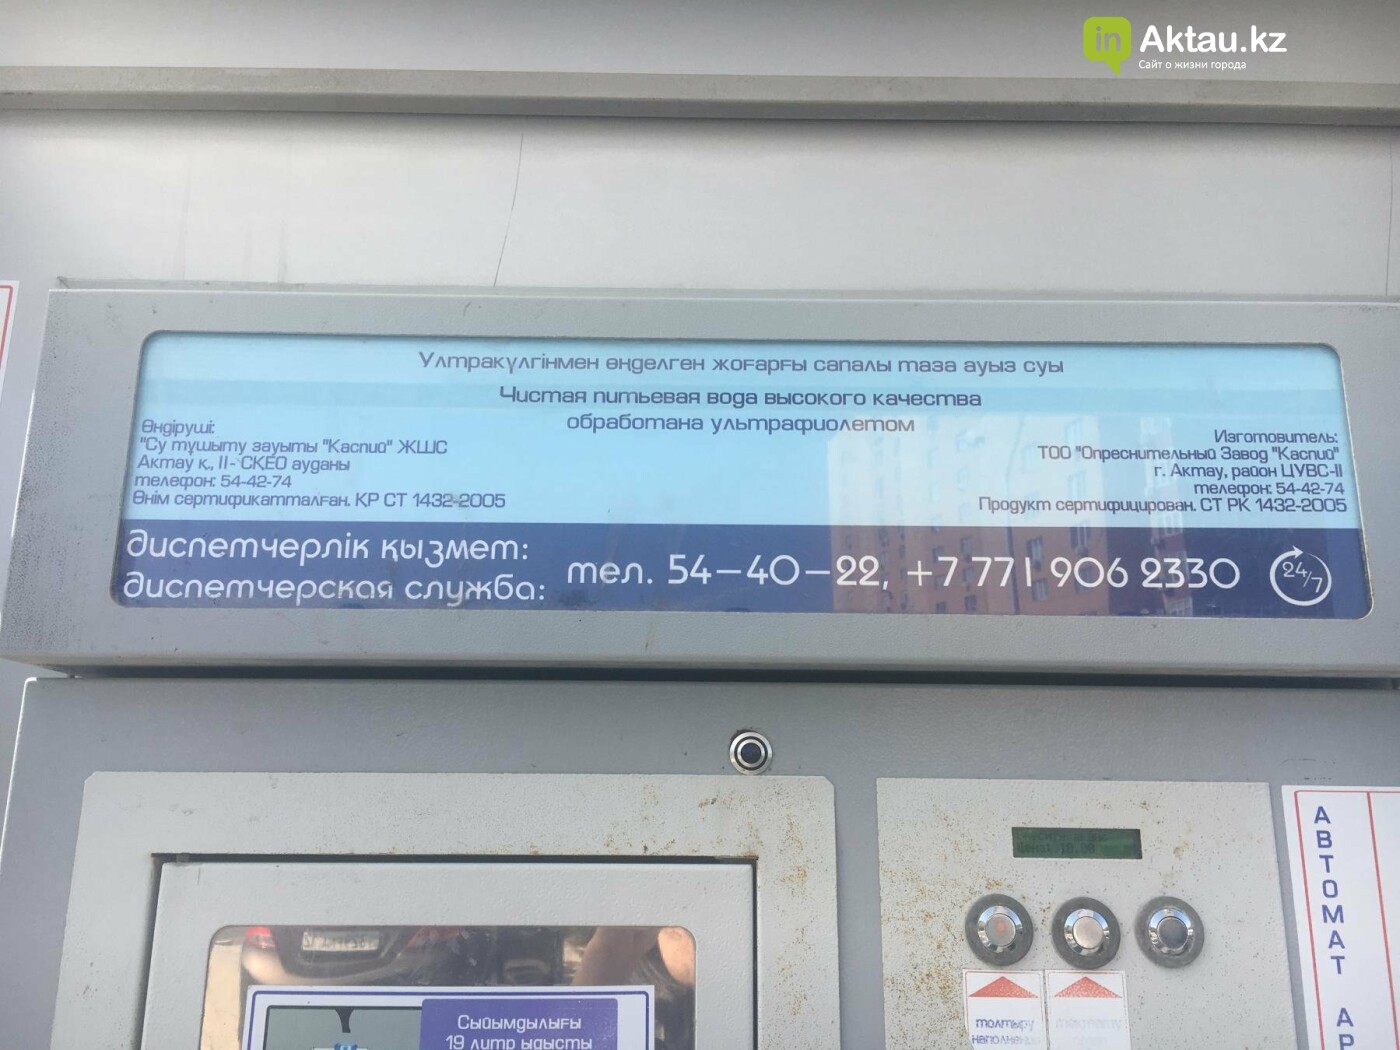 in Aktau.kz
Сайт о жизни города
Ултракүлгінмен өңделген жоғарғы сапалы таза ауыз суы
Чистая питьевая вода высокого качества
обработана ультрафиолетом
Өндіруші:
"Су тұшыту зауыты "Каспий" ЖШС
Актау қ., II- СКЕО ауданы
телефон: 54-42-74
Өнім сертификатталған. ҚР СТ 1432-2005
Изготовитель:
ТОО "Опреснительный Завод "Каспий"
г. Актау, район ЦУВС-II
телефон: 54-42-74
Продукт сертифицирован. СТ РК 1432-2005
диспетчерлік қызмет:
диспетчерская служба:
тел. 54-40-22, +7 771 906 2330
24/7
АВТОМАТ
Сыйымдылығы
19 литр ыдысты
толтыру